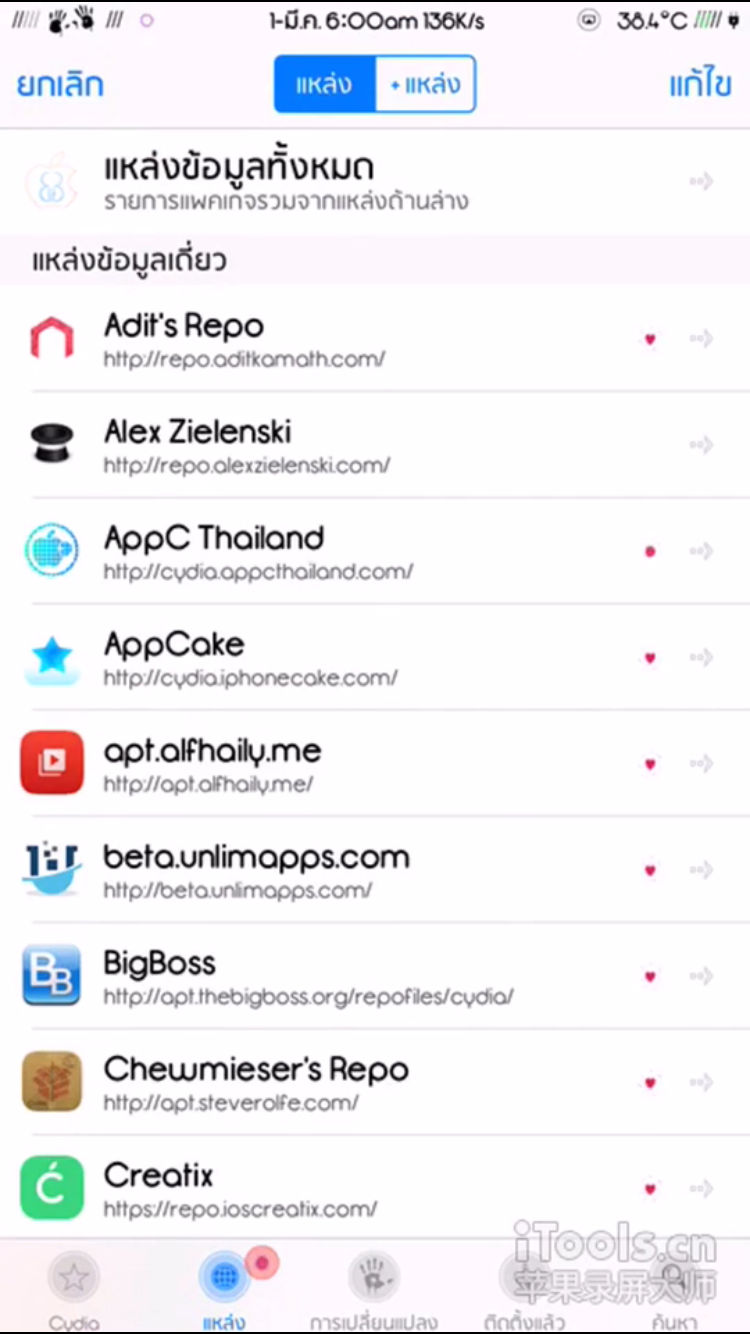 1-มี.ค. 6:00am 136K/s
38.4°C
ยกเลิก
แหล่ง
+แหล่ง
แก้ไข
แหล่งข้อมูลทั้งหมด
รายการแพคเกจรวมจากแหล่งด้านล่าง
แหล่งข้อมูลเดี่ยว
Adit's Repo
http://repo.aditkamath.com/
Alex Zielenski
http://repo.alexzielenski.com/
AppC Thailand
http://cydia.appcthailand.com/
AppCake
http://cydia.iphonecake.com/
apt.alfhaily.me
http://apt.alfhaily.me/
beta.unlimapps.com
http://beta.unlimapps.com/
BigBoss
http://apt.thebigboss.org/repofiles/cydia/
Chewmieser's Repo
http://apt.steverolfe.com/
Creatix
https://repo.ioscreatix.com/
iTools.cn
苹果录屏大师
Cydia
แหล่ง
การเปลี่ยนแปลง
ติดตั้งแล้ว
ค้นหา